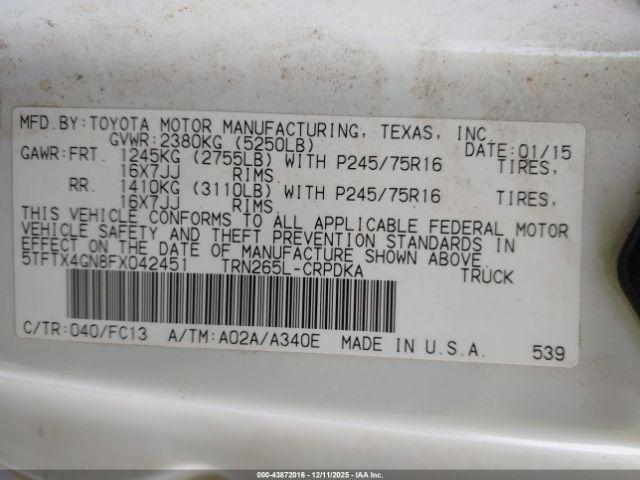 MFD.BY:TOYOTA MOTOR MANUFACTURING, TEXAS, INC
GVWR:2380KG (5250LB) DATE:01/15
GAWR:FRT. 1245KG (2755LB) WITH P245/75R16 TIRES,
16X7JJ RIMS
RR. 1410KG (3110LB) WITH P245/75R16 TIRES,
16X7JJ RIMS
THIS VEHICLE CONFORMS TO ALL APPLICABLE FEDERAL MOTOR
VEHICLE SAFETY AND THEFT PREVENTION STANDARDS IN
EFFECT ON THE DATE OF MANUFACTURE SHOWN ABOVE.
5TFTX4GN8FX042451 TRN265L-CRPDKA TRUCK
C/TR:040/FC13 A/TM:A02A/A340E MADE IN U.S.A. 539
000-43872016 - 12/11/2025 - IAA Inc.